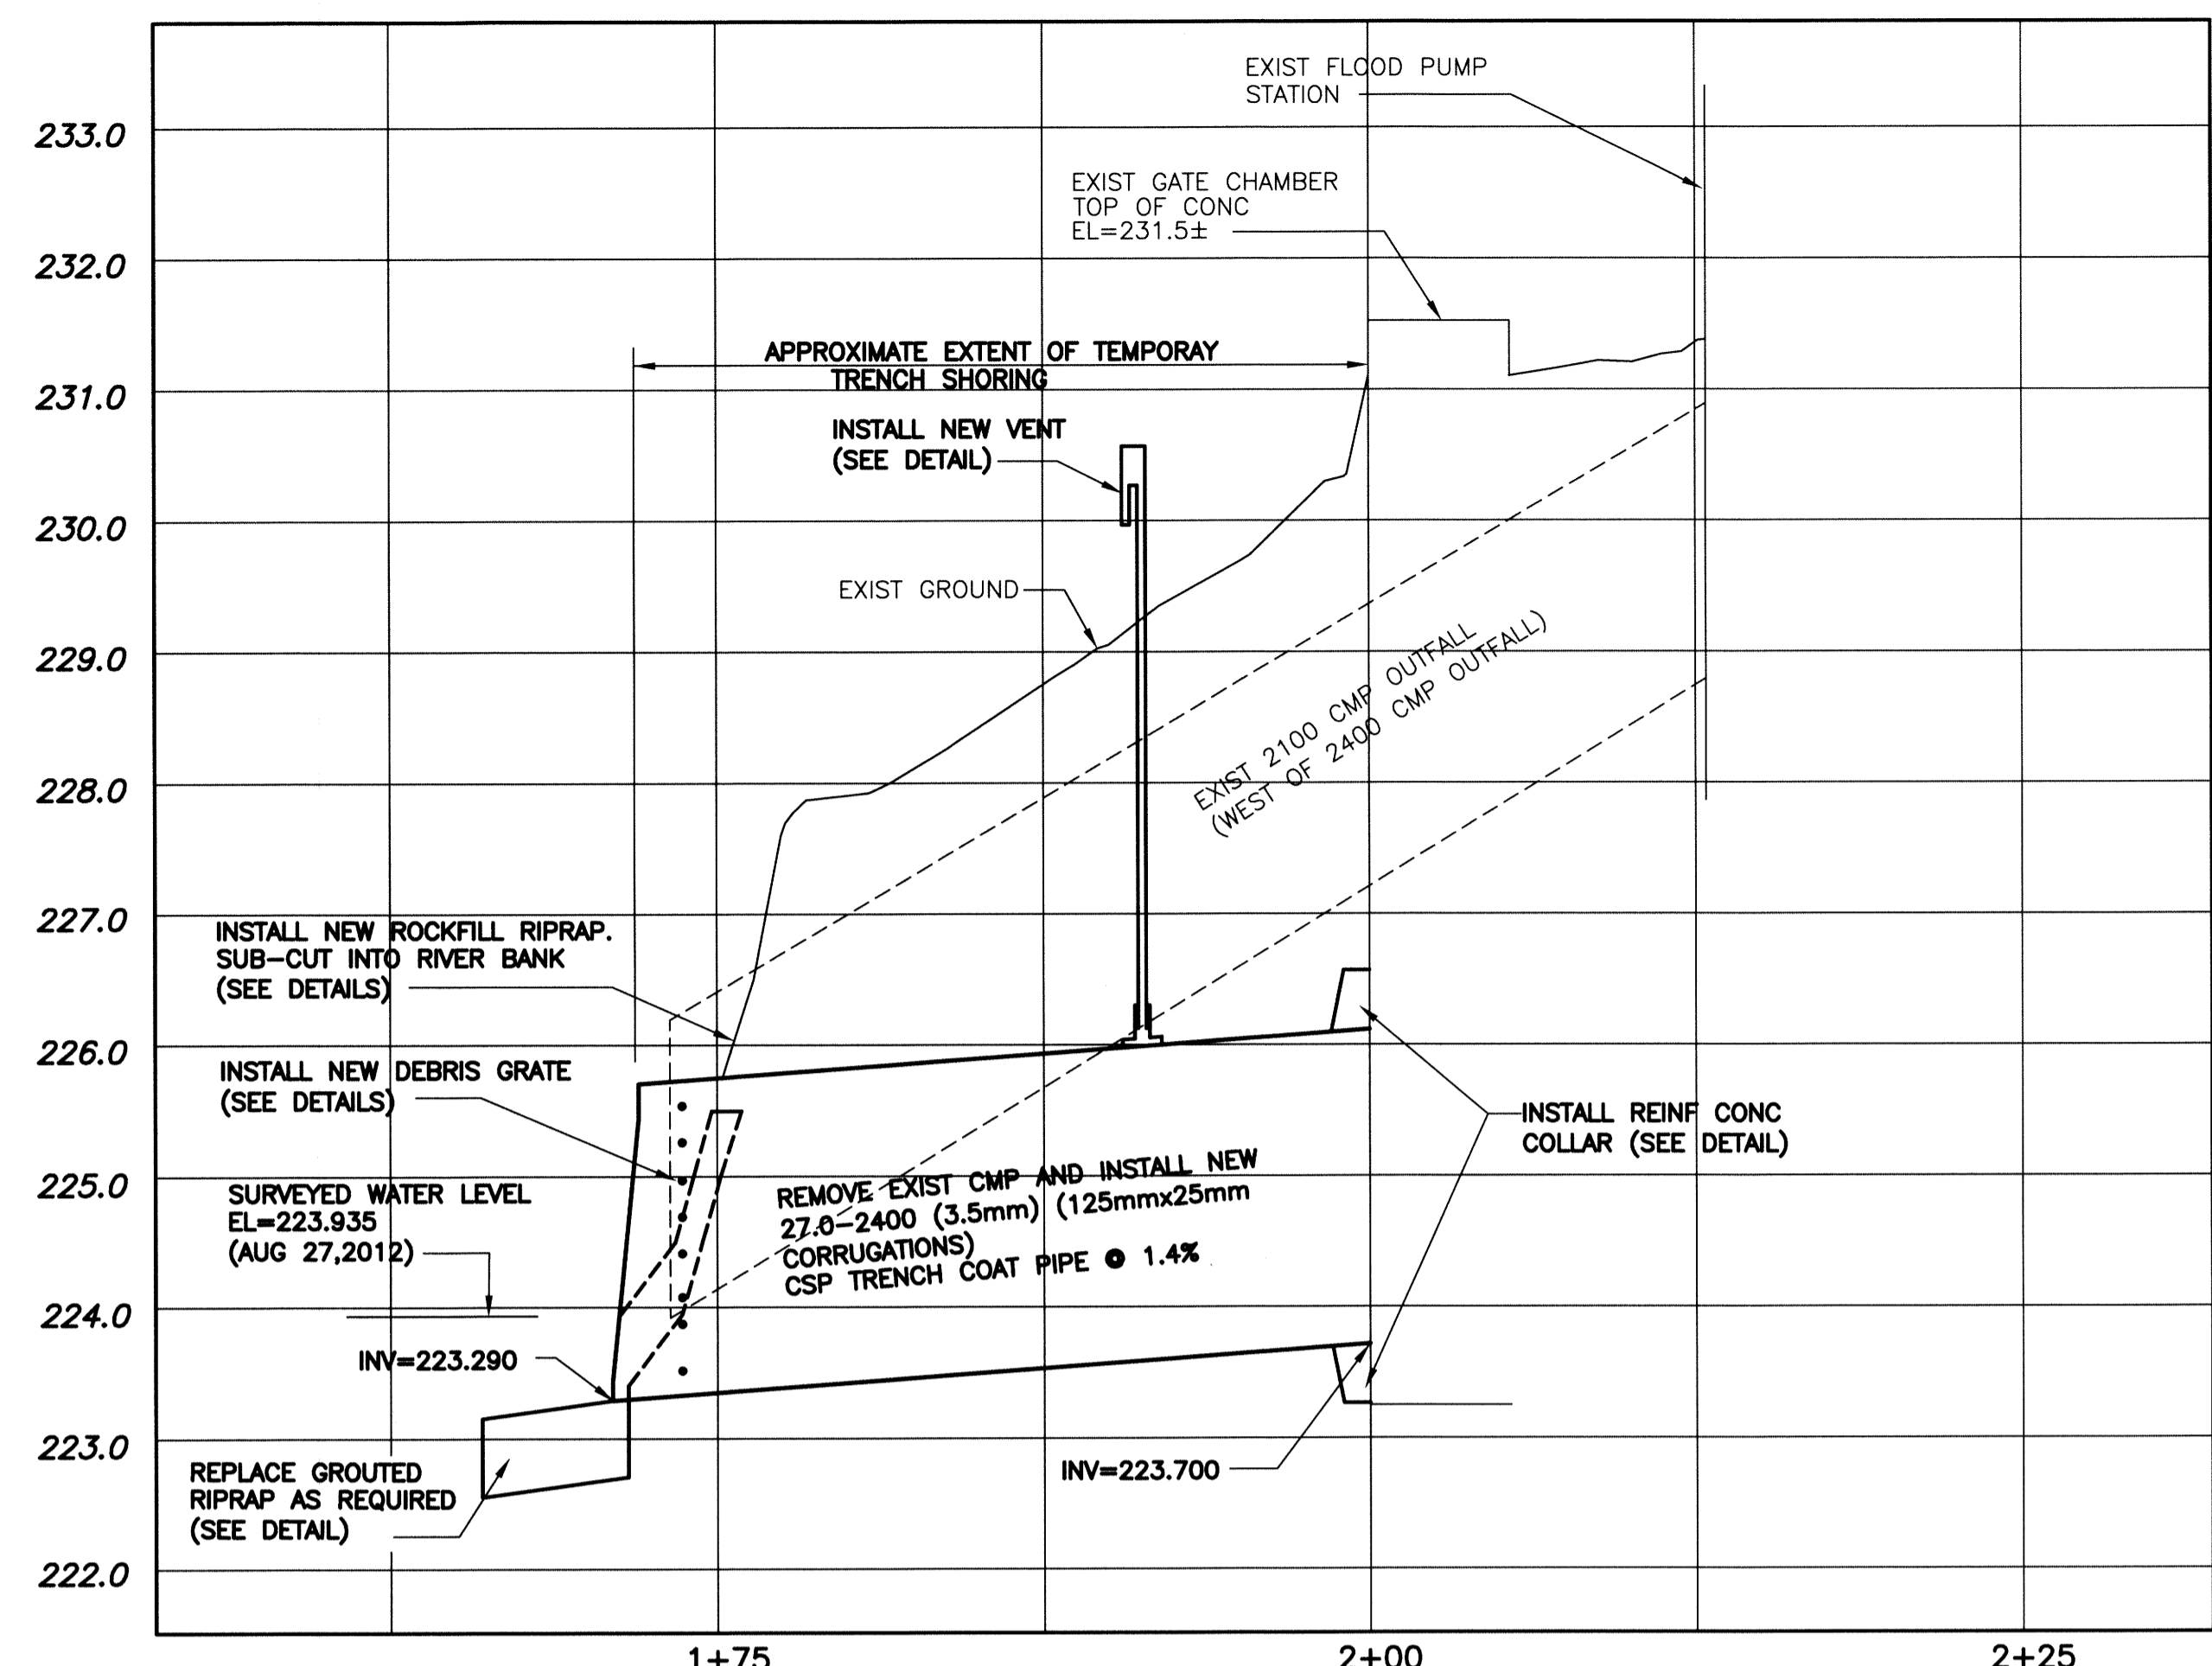 EXIST FLOOD PUMP
STATION
233.0
EXIST GATE CHAMBER
TOP OF CONC
EL=231.5±
232.0
APPROXIMATE EXTENT OF TEMPORAY
TRENCH SHORING
231.0
INSTALL NEW VENT
(SEE DETAIL)
230.0
EXIST GROUND
229.0
EXIST 2100 CMP OUTFALL
(WEST OF 2400 CMP OUTFALL)
228.0
227.0
INSTALL NEW ROCKFILL RIPRAP.
SUB-CUT INTO RIVER BANK
(SEE DETAILS)
226.0
INSTALL NEW DEBRIS GRATE
(SEE DETAILS)
INSTALL REINF CONC
COLLAR (SEE DETAIL)
225.0
SURVEYED WATER LEVEL
EL=223.935
(AUG 27,2012)
REMOVE EXIST CMP AND INSTALL NEW
27.0-2400 (3.5mm) (125mmx25mm
CORRUGATIONS)
CSP TRENCH COAT PIPE @ 1.4%
224.0
INV=223.290
223.0
REPLACE GROUTED
RIPRAP AS REQUIRED
(SEE DETAIL)
INV=223.700
222.0
1+75
2+00
2+25